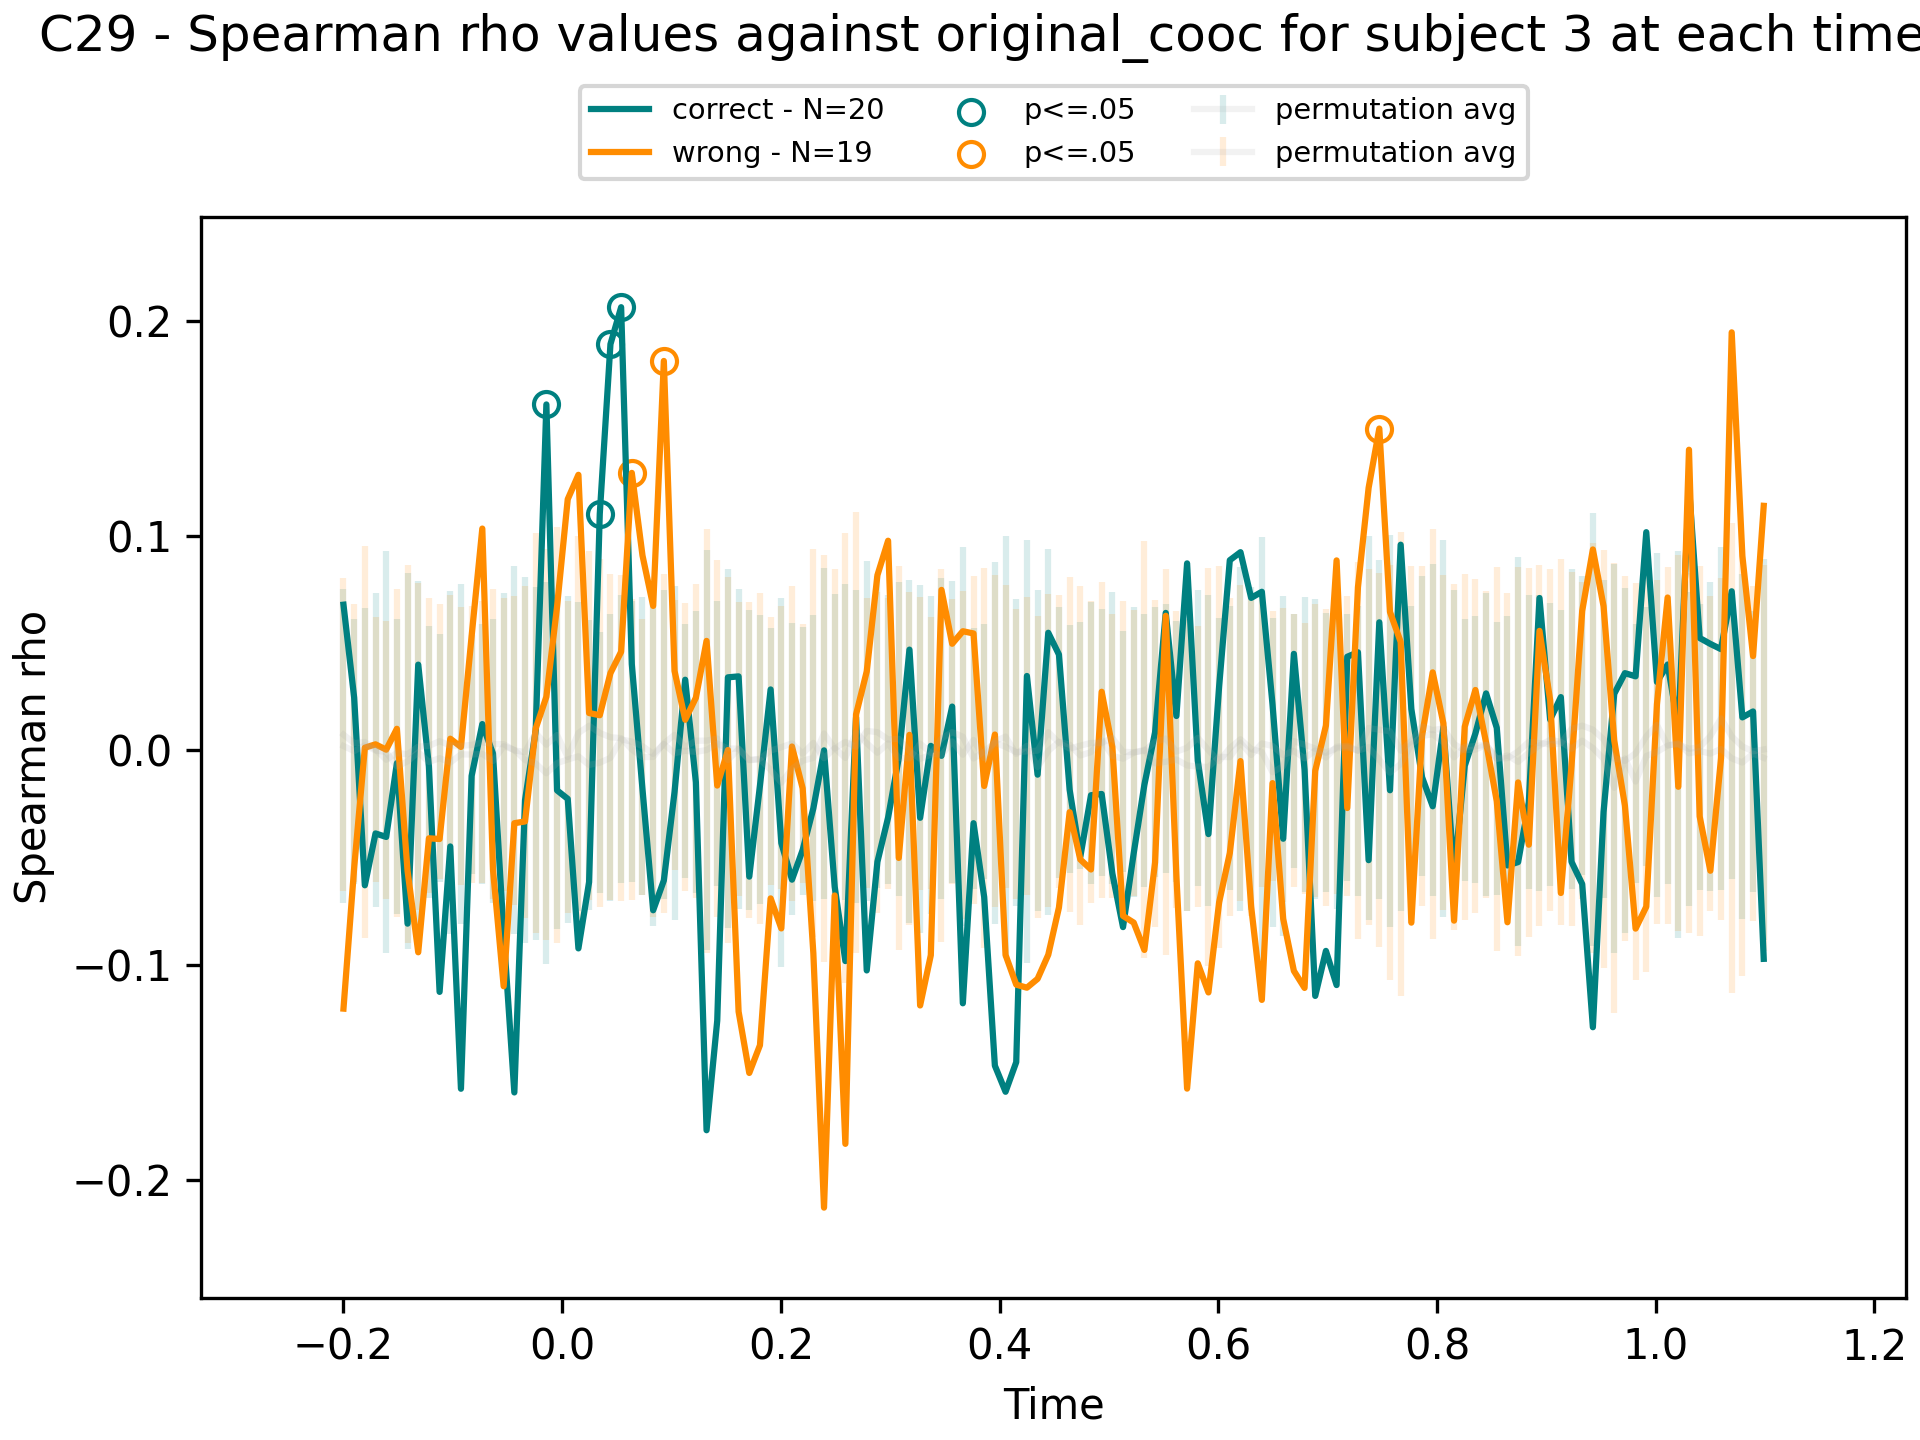 C29 - Spearman rho values against original_cooc for subject 3 at each time
correct - N=20
wrong - N=19
p<=.05
p<=.05
permutation avg
permutation avg
Spearman rho
0.2
0.1
0.0
−0.1
−0.2
−0.2 0.0 0.2 0.4 0.6 0.8 1.0 1.2
Time